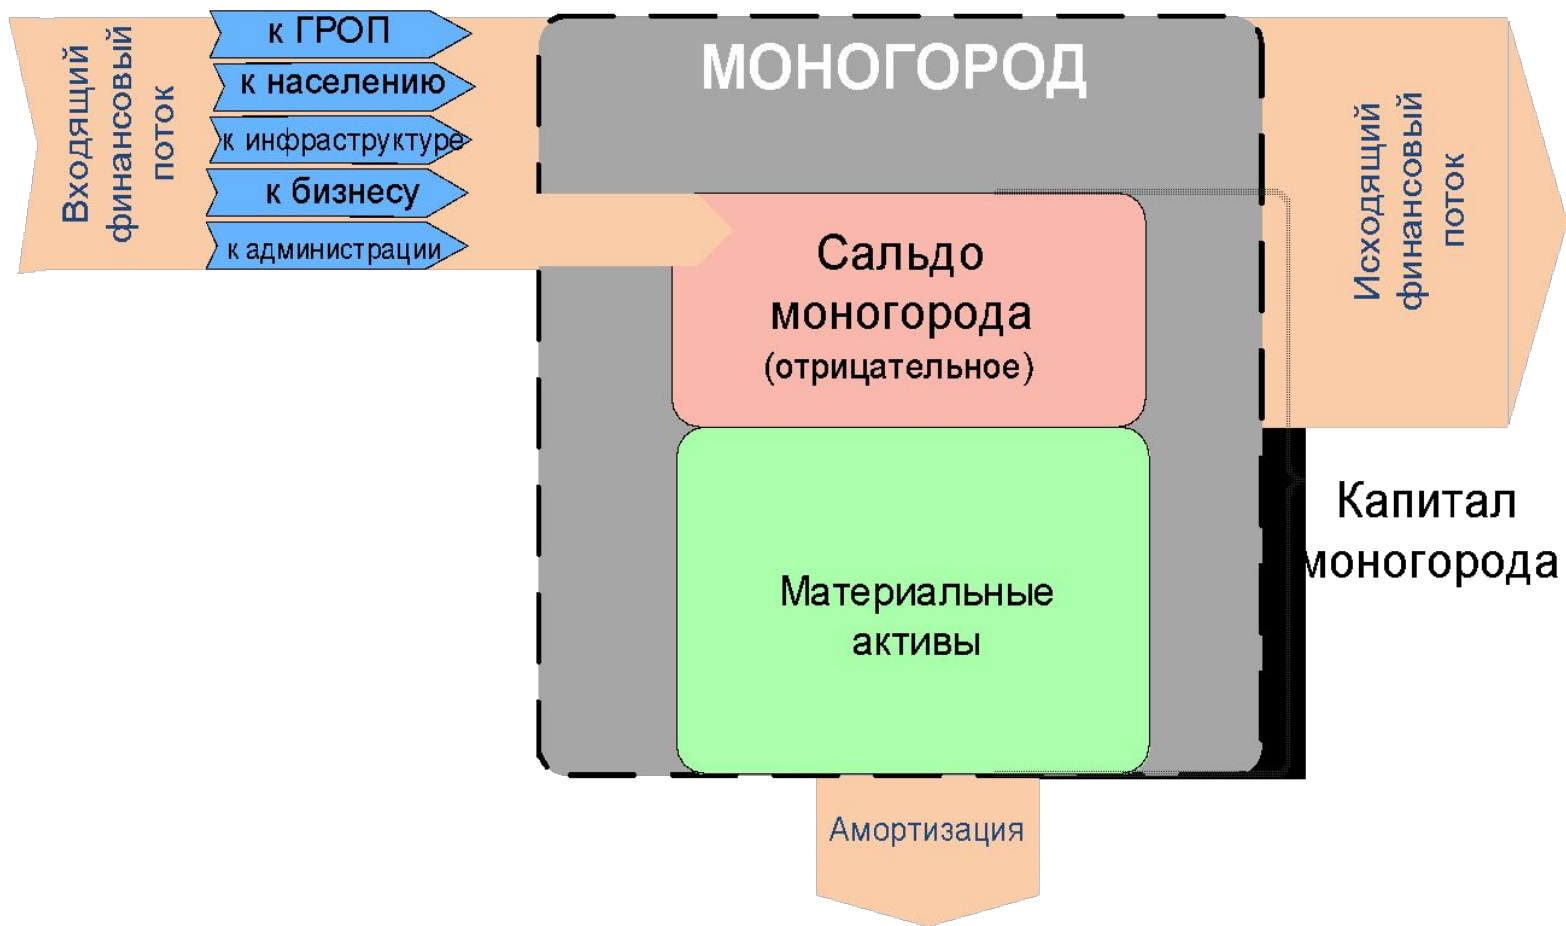 МОНОГОРОД
Входящий
финансовый
поток
к ГРОП
к населению
к инфраструктуре
к бизнесу
к администрации
Сальдо
моногорода
(отрицательное)
Исходящий
финансовый
поток
Капитал
моногорода
Материальные
активы
Амортизация